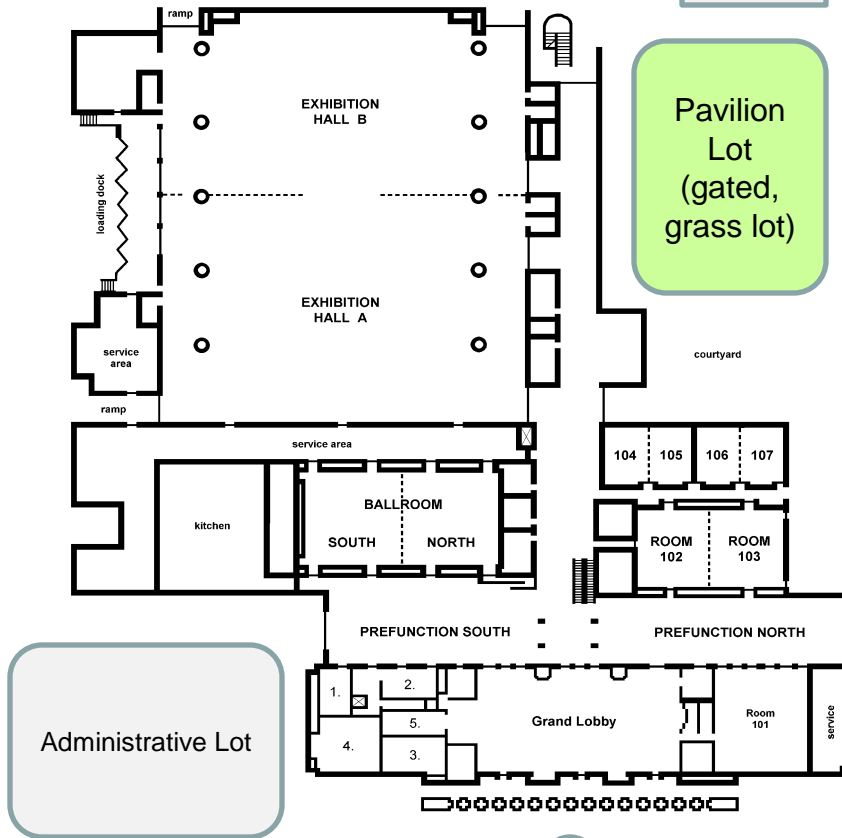 ramp
EXHIBITION
HALL B
Pavilion
Lot
(gated,
grass lot)
loading dock
EXHIBITION
HALL A
service
area
courtyard
ramp
service area
104
105
106
107
BALLROOM
SOUTH
NORTH
kitchen
ROOM
102
ROOM
103
PREFUNCTION SOUTH
PREFUNCTION NORTH
Administrative Lot
1.
2.
5.
4.
3.
Grand Lobby
Room
101
service